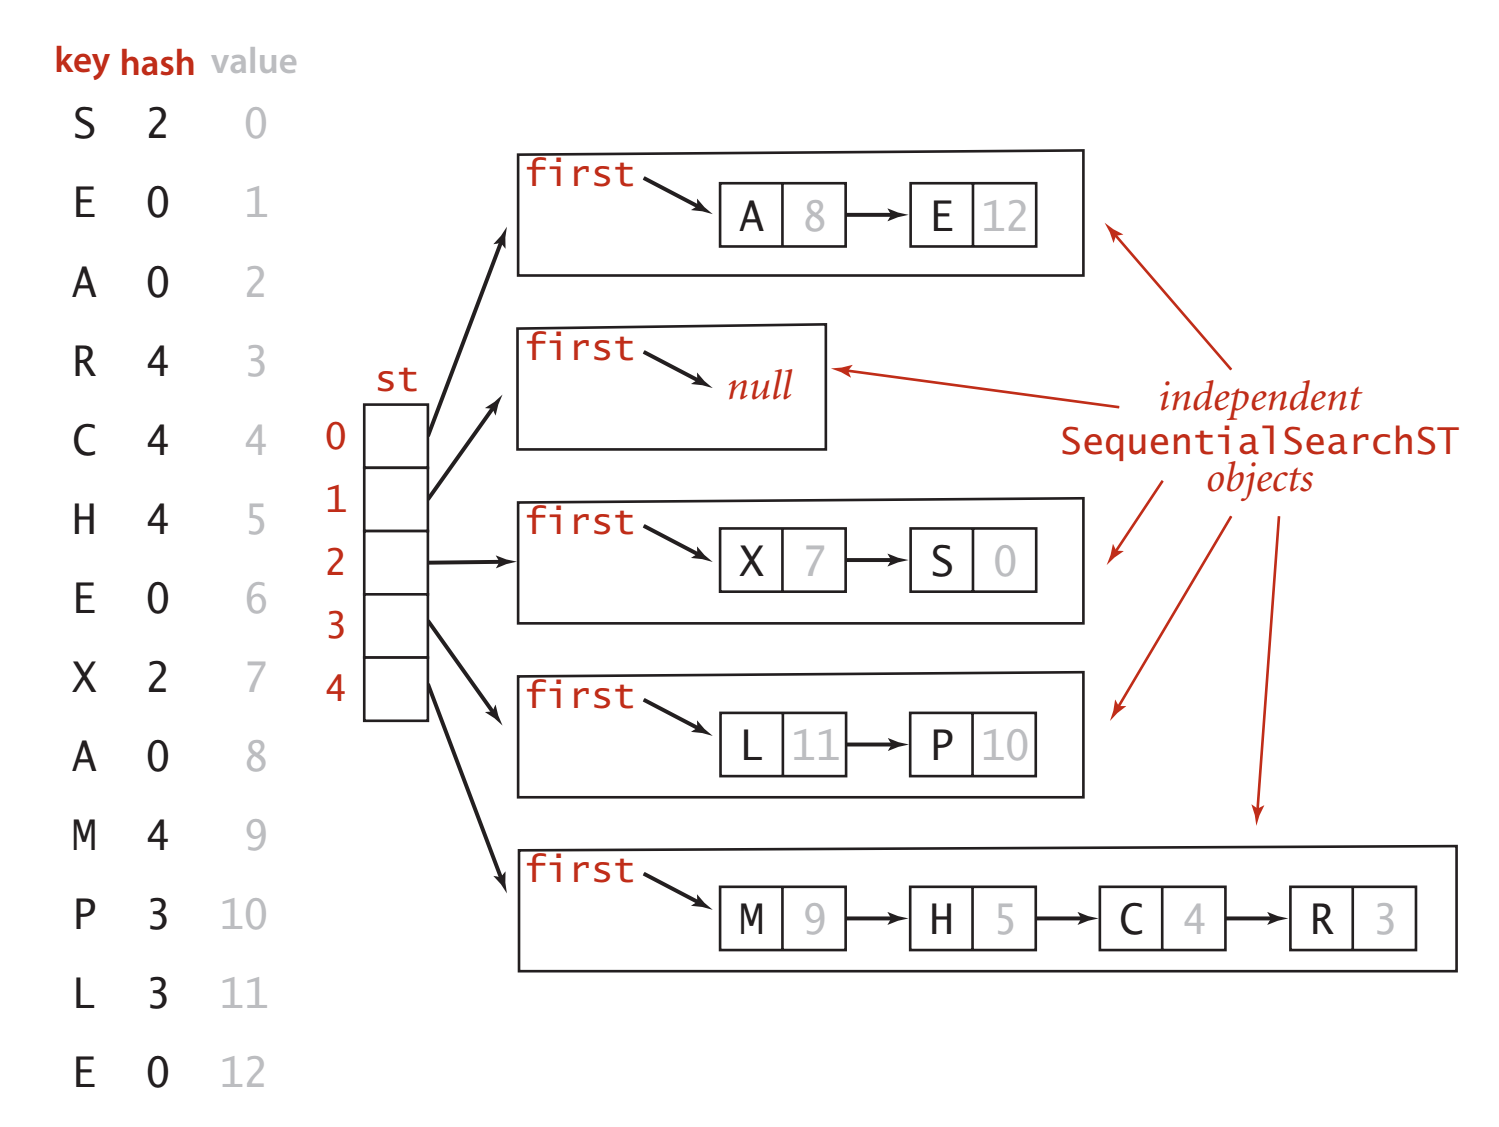 key hash value
S 2 0
E 0 1
A 0 2
R 4 3
C 4 4
H 4 5
E 0 6
X 2 7
A 0 8
M 4 9
P 3 10
L 3 11
E 0 12
st
0
1
2
3
4
first
A 8 E 12
first
null
first
X 7 S 0
first
L 11 P 10
first
M 9 H 5 C 4 R 3
independent
SequentialSearchST
objects